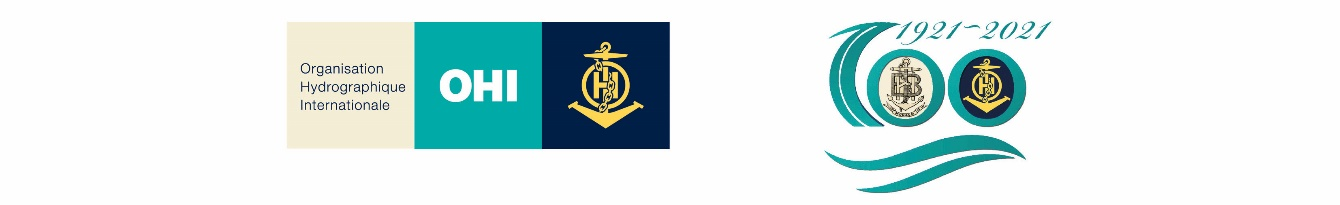 Organisation
Hydrographique
Internationale
OHI
1921~2021